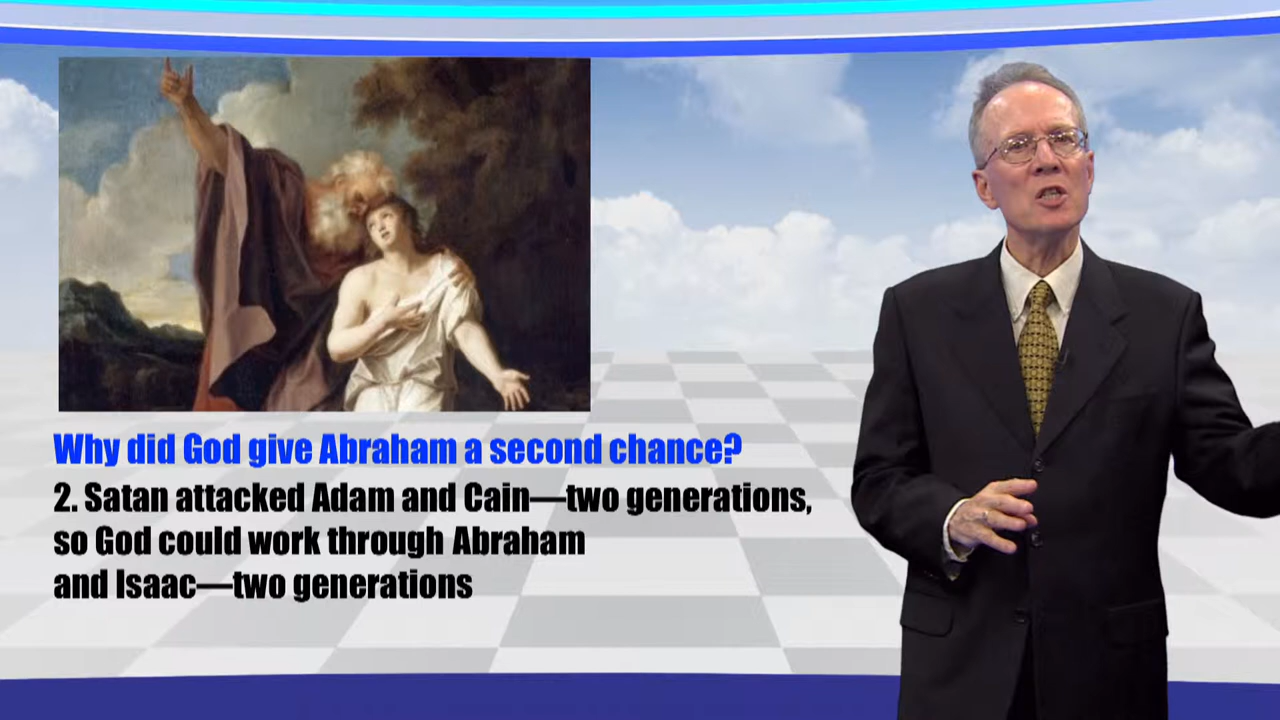 Why did God give Abraham a second chance?
2. Satan attacked Adam and Cain—two generations,
so God could work through Abraham
and Isaac—two generations